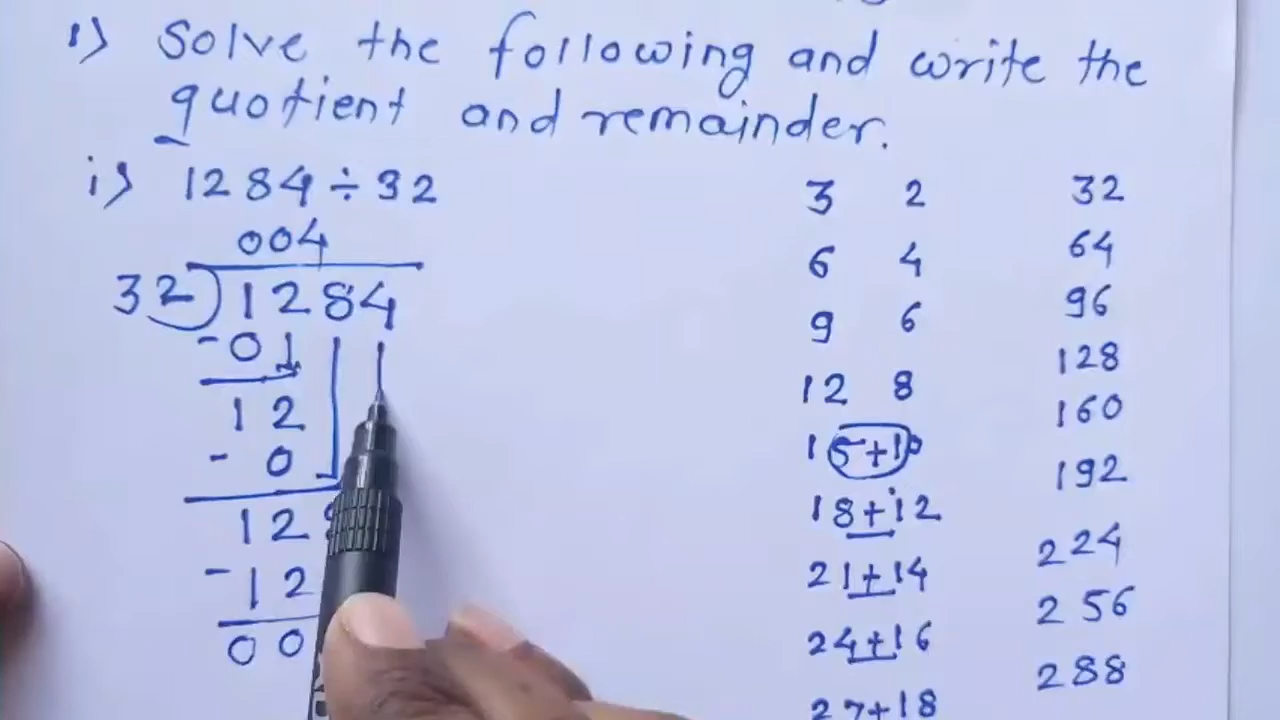 1) Solve the following and write the
quotient and remainder.
i) 1284 ÷ 32
004
32)1284
-01
12
- 0
12
-12
00
3 2 32
6 4 64
9 6 96
12 8 128
15+10 160
18+12 192
21+14 224
24+16 256
27+18 288